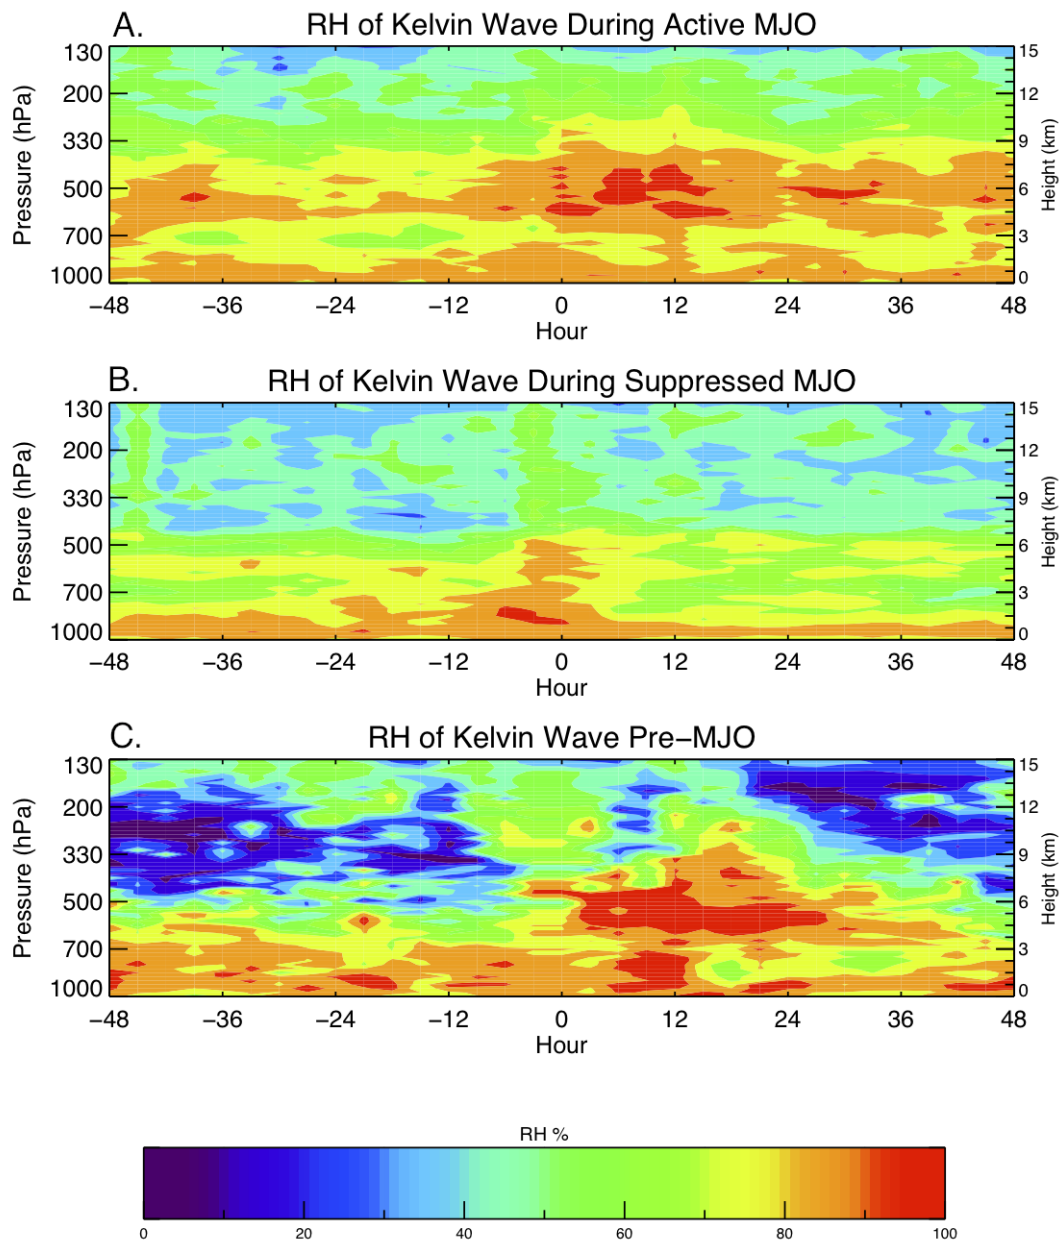 A. RH of Kelvin Wave During Active MJO
130 200 330 500 700 1000
Pressure (hPa)
15 12 9 6 3 0
Height (km)
−48 −36 −24 −12 0 12 24 36 48
Hour
B. RH of Kelvin Wave During Suppressed MJO
130 200 330 500 700 1000
Pressure (hPa)
15 12 9 6 3 0
Height (km)
−48 −36 −24 −12 0 12 24 36 48
Hour
C. RH of Kelvin Wave Pre−MJO
130 200 330 500 700 1000
Pressure (hPa)
15 12 9 6 3 0
Height (km)
−48 −36 −24 −12 0 12 24 36 48
Hour
RH %
0 20 40 60 80 100